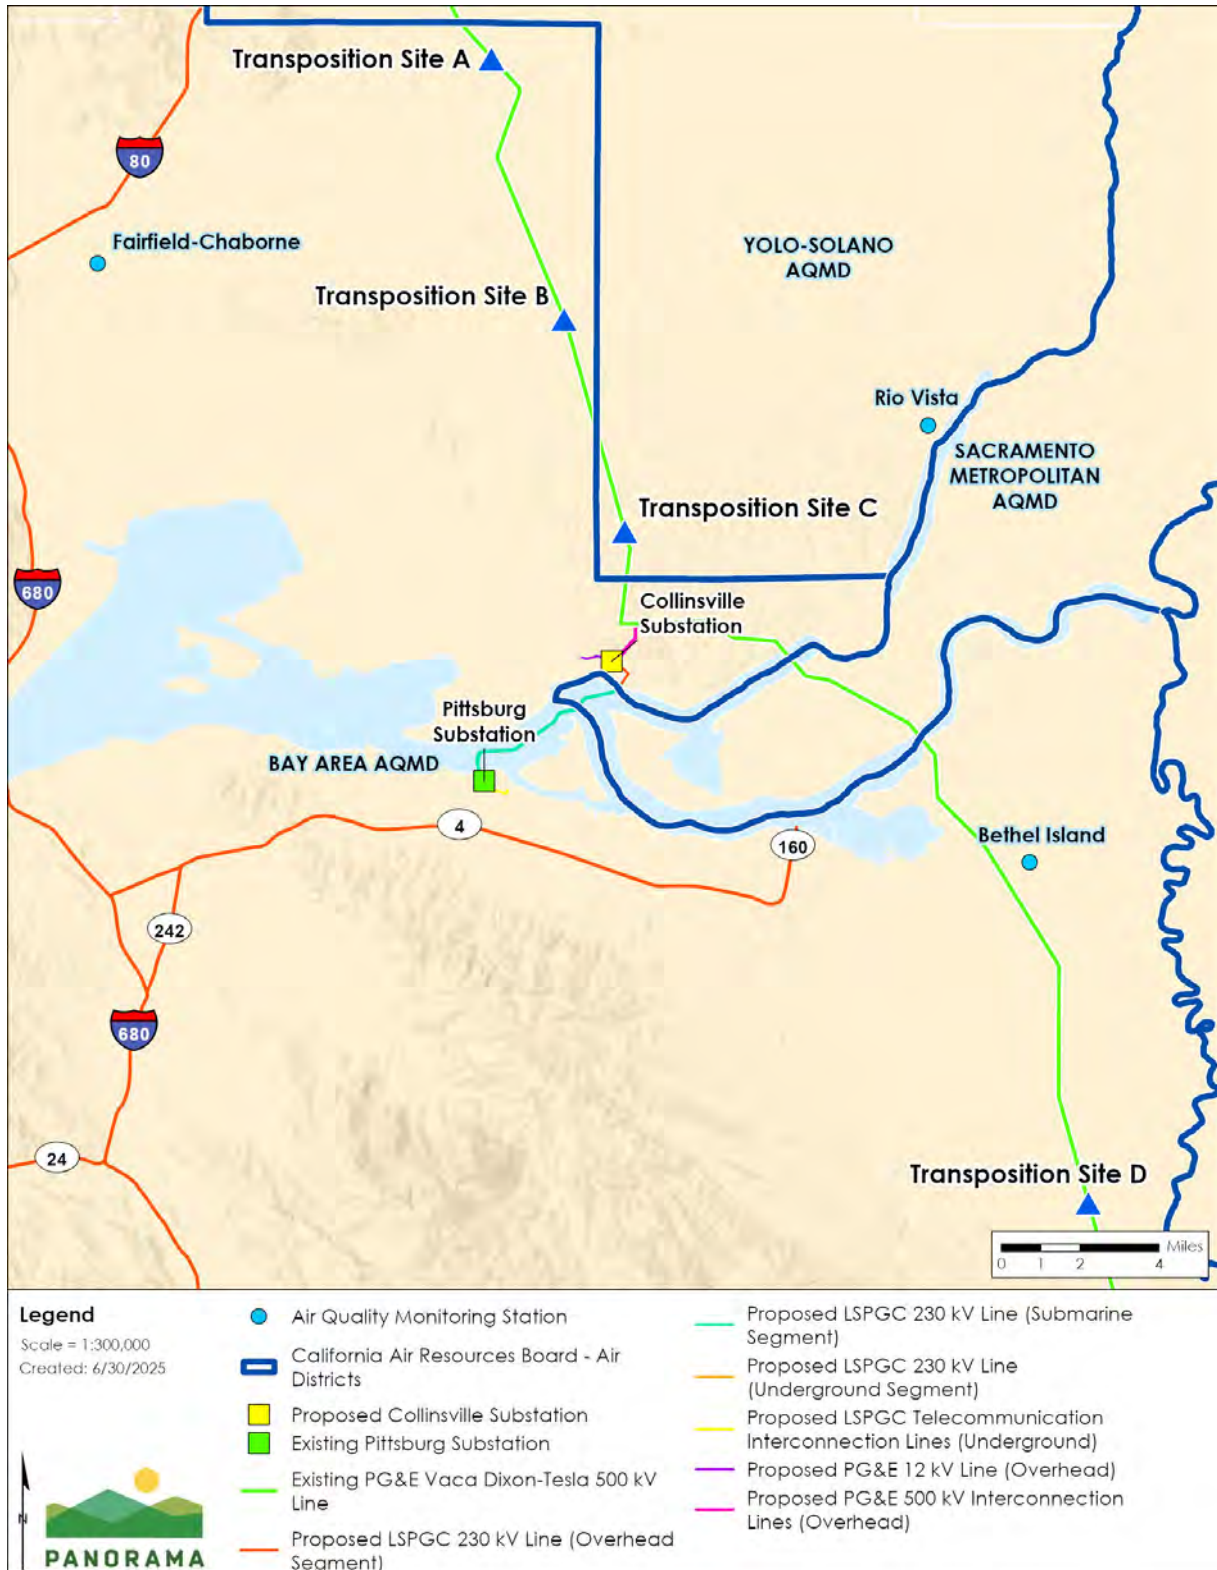 Transposition Site A
80
Fairfield-Chaborne
YOLO-SOLANO
AQMD
Transposition Site B
Rio Vista
SACRAMENTO
METROPOLITAN
AQMD
Transposition Site C
680
Collinsville
Substation
Pittsburg
Substation
BAY AREA AQMD
4
160
Bethel Island
242
680
24
Transposition Site D
Miles
0 1 2 4
Legend
Scale = 1:300,000
Created: 6/30/2025
N
PANORAMA
Air Quality Monitoring Station
California Air Resources Board - Air
Districts
Proposed Collinsville Substation
Existing Pittsburg Substation
Existing PG&E Vaca Dixon-Tesla 500 kV
Line
Proposed LSPGC 230 kV Line (Overhead
Segment)
Proposed LSPGC 230 kV Line (Submarine
Segment)
Proposed LSPGC 230 kV Line
(Underground Segment)
Proposed LSPGC Telecommunication
Interconnection Lines (Underground)
Proposed PG&E 12 kV Line (Overhead)
Proposed PG&E 500 kV Interconnection
Lines (Overhead)